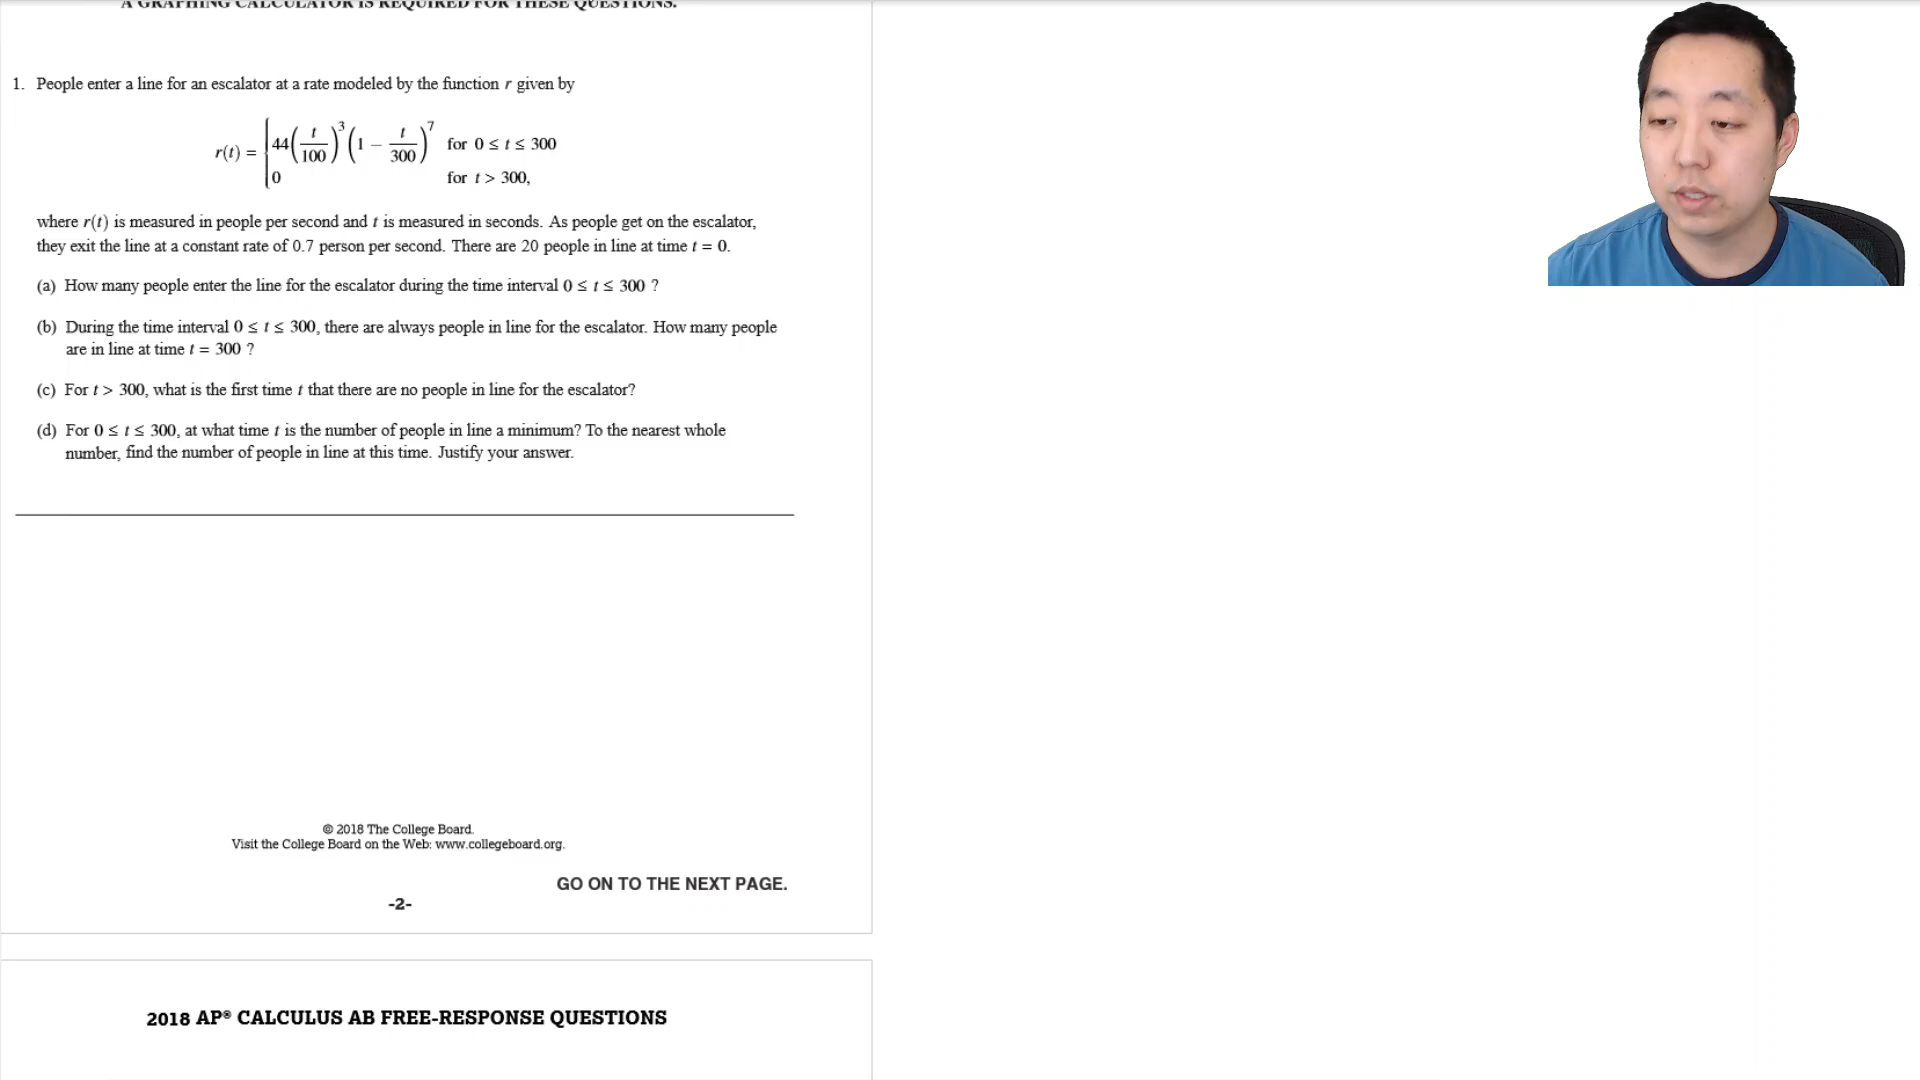 A GRAPHING CALCULATOR IS REQUIRED FOR THESE QUESTIONS.
1. People enter a line for an escalator at a rate modeled by the function r given by
r(t) = { 44(t/100)^3 (1 − t/300)^7 for 0 ≤ t ≤ 300
0 for t > 300,
where r(t) is measured in people per second and t is measured in seconds. As people get on the escalator,
they exit the line at a constant rate of 0.7 person per second. There are 20 people in line at time t = 0.
(a) How many people enter the line for the escalator during the time interval 0 ≤ t ≤ 300 ?
(b) During the time interval 0 ≤ t ≤ 300, there are always people in line for the escalator. How many people
are in line at time t = 300 ?
(c) For t > 300, what is the first time t that there are no people in line for the escalator?
(d) For 0 ≤ t ≤ 300, at what time t is the number of people in line a minimum? To the nearest whole
number, find the number of people in line at this time. Justify your answer.
© 2018 The College Board.
Visit the College Board on the Web: www.collegeboard.org.
GO ON TO THE NEXT PAGE.
-2-
2018 AP® CALCULUS AB FREE-RESPONSE QUESTIONS